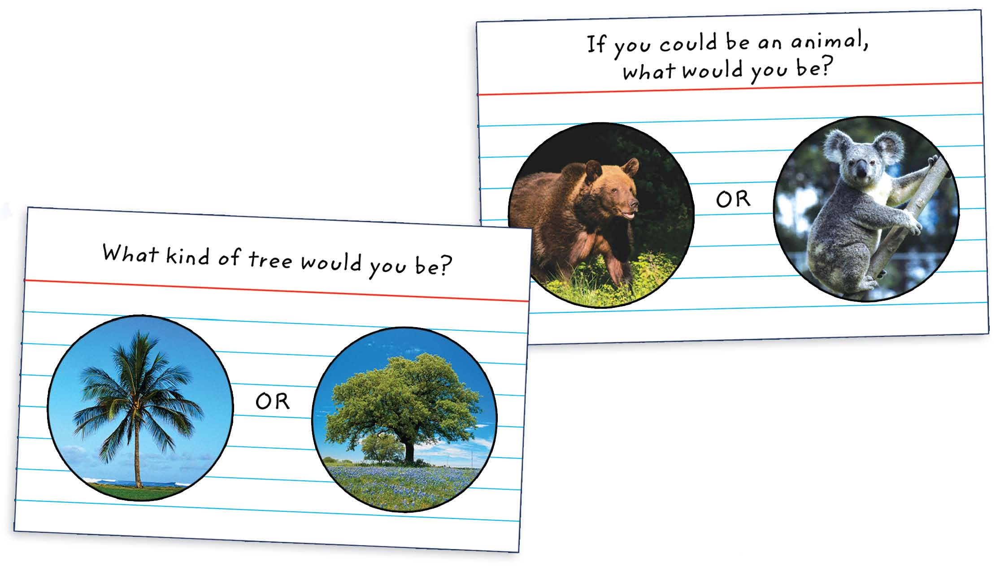 If you could be an animal,
what would you be?
OR
What kind of tree would you be?
OR